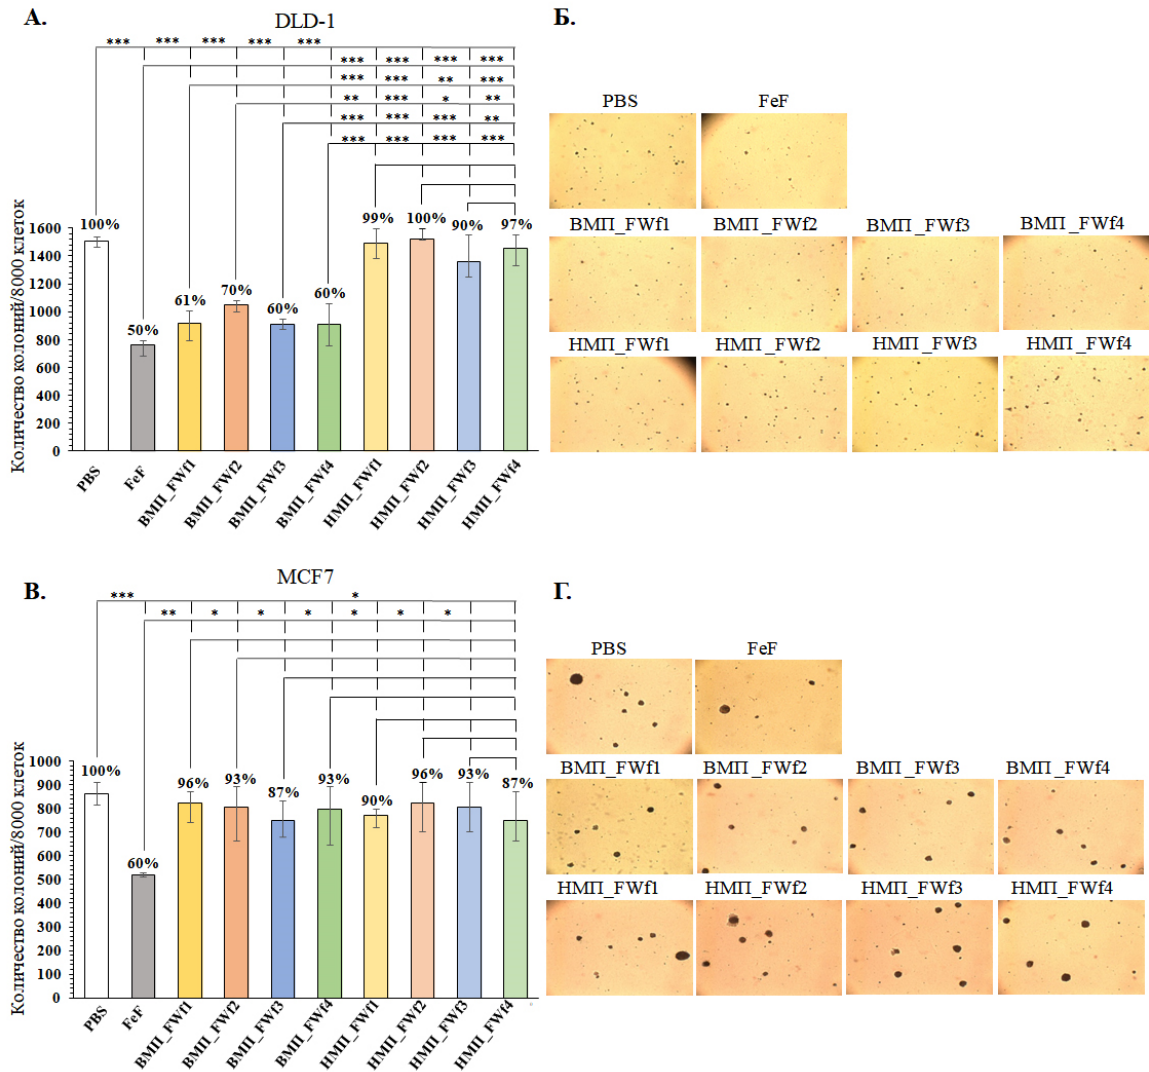 А.
DLD-1
*** *** *** *** ***
*** *** *** ***
*** *** ** ***
** *** * **
*** *** *** **
*** *** *** ***
Количество колоний/8000 клеток
1600
1400
1200
1000
800
600
400
200
0
100%
50%
61%
70%
60%
60%
99%
100%
90%
97%
PBS
FeF
ВМП_FWf1
ВМП_FWf2
ВМП_FWf3
ВМП_FWf4
НМП_FWf1
НМП_FWf2
НМП_FWf3
НМП_FWf4
Б.
PBS FeF
ВМП_FWf1 ВМП_FWf2 ВМП_FWf3 ВМП_FWf4
НМП_FWf1 НМП_FWf2 НМП_FWf3 НМП_FWf4
В.
MCF7
*** *
** * * * * * *
Количество колоний/8000 клеток
1000
900
800
700
600
500
400
300
200
100
0
100%
60%
96%
93%
87%
93%
90%
96%
93%
87%
PBS
FeF
ВМП_FWf1
ВМП_FWf2
ВМП_FWf3
ВМП_FWf4
НМП_FWf1
НМП_FWf2
НМП_FWf3
НМП_FWf4
Г.
PBS FeF
ВМП_FWf1 ВМП_FWf2 ВМП_FWf3 ВМП_FWf4
НМП_FWf1 НМП_FWf2 НМП_FWf3 НМП_FWf4